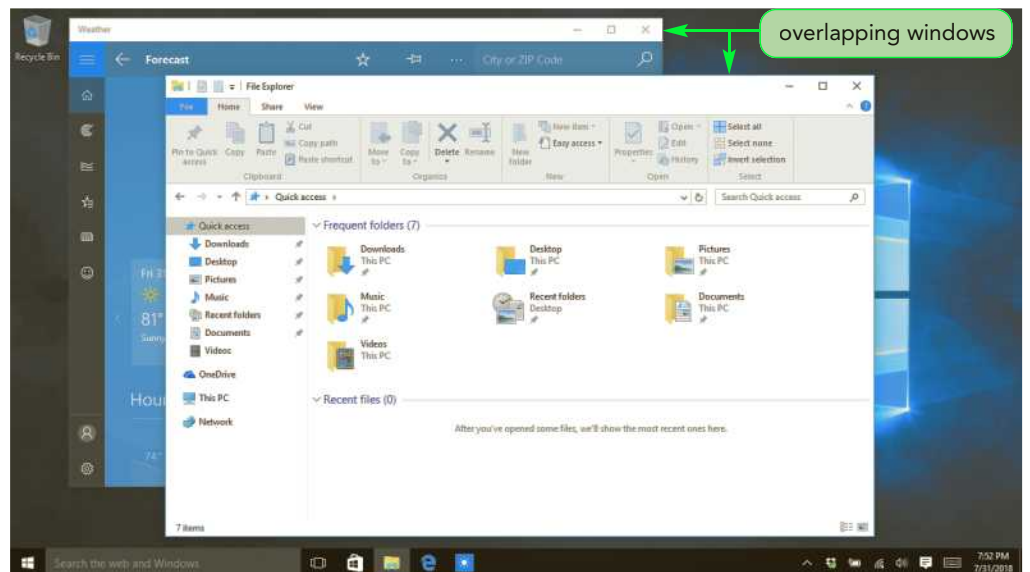 overlapping windows
Recycle Bin
Weather
Forecast
City or ZIP Code
File Explorer
File Home Share View
Pin to Quick access
Copy
Paste
Cut
Copy path
Paste shortcut
Clipboard
Move to
Copy to
Delete
Rename
Organize
New folder
New item
Easy access
New
Properties
Open
Edit
History
Open
Select all
Select none
Invert selection
Select
Quick access
Search Quick access
Quick access
Downloads
Desktop
Pictures
Music
Recent folders
Documents
Videos
OneDrive
This PC
Network
Frequent folders (7)
Downloads
This PC
Desktop
This PC
Pictures
This PC
Music
This PC
Recent folders
Desktop
Documents
This PC
Videos
This PC
Recent files (0)
After you've opened some files, we'll show the most recent ones here.
7 items
81°
Sunny
Hour
74°
Search the web and Windows
7:52 PM
7/31/2018